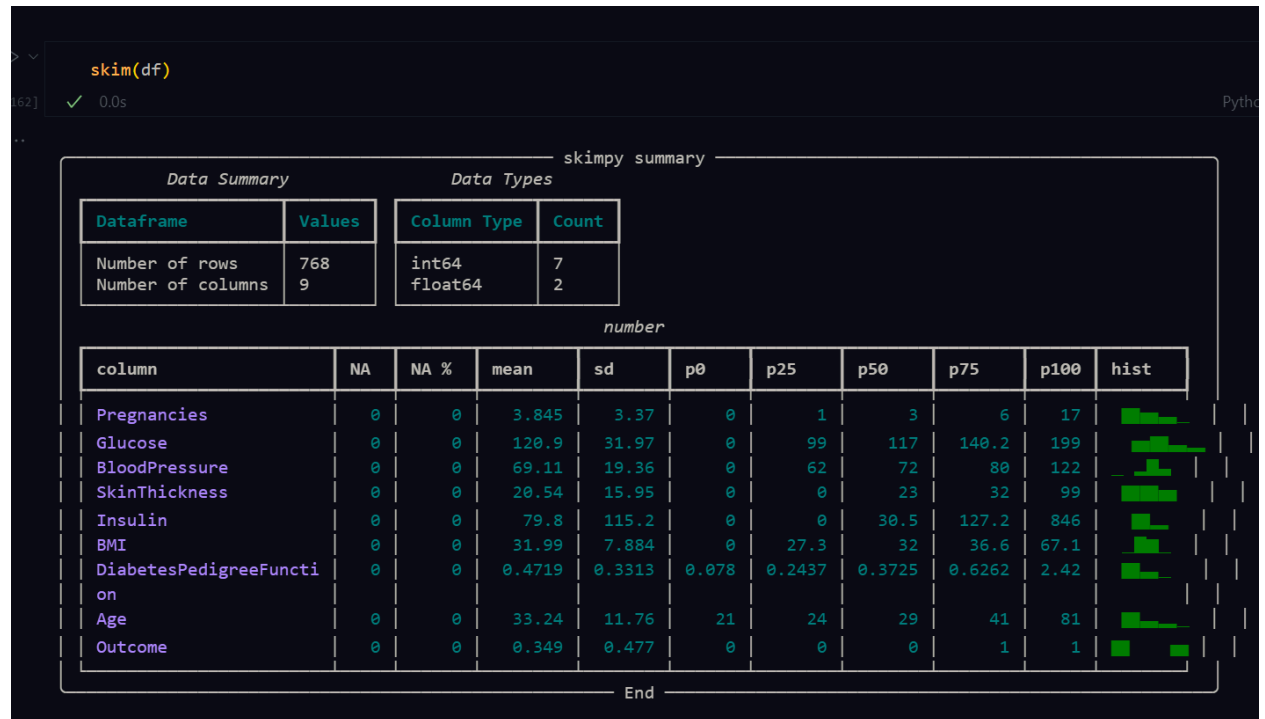 skim(df)
162] 0.0s Pytho
skimpy summary
Data Summary Data Types
Dataframe Values Column Type Count
Number of rows 768 int64 7
Number of columns 9 float64 2
number
column NA NA % mean sd p0 p25 p50 p75 p100 hist
Pregnancies 0 0 3.845 3.37 0 1 3 6 17
Glucose 0 0 120.9 31.97 0 99 117 140.2 199
BloodPressure 0 0 69.11 19.36 0 62 72 80 122
SkinThickness 0 0 20.54 15.95 0 0 23 32 99
Insulin 0 0 79.8 115.2 0 0 30.5 127.2 846
BMI 0 0 31.99 7.884 0 27.3 32 36.6 67.1
DiabetesPedigreeFuncti 0 0 0.4719 0.3313 0.078 0.2437 0.3725 0.6262 2.42
on
Age 0 0 33.24 11.76 21 24 29 41 81
Outcome 0 0 0.349 0.477 0 0 0 1 1
End